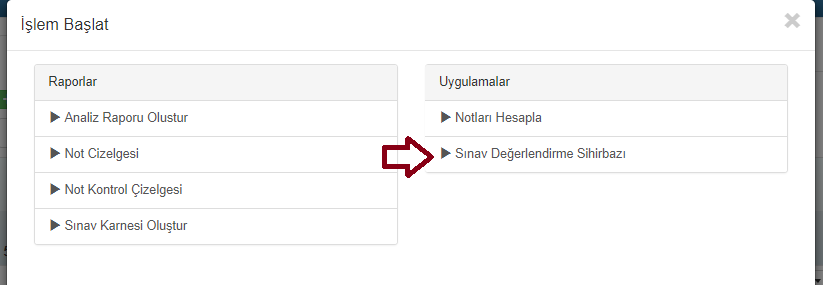 İşlem Başlat
Raporlar
Analiz Raporu Olustur
Not Cizelgesi
Not Kontrol Çizelgesi
Sınav Karnesi Oluştur
Uygulamalar
Notları Hesapla
Sınav Değerlendirme Sihirbazı